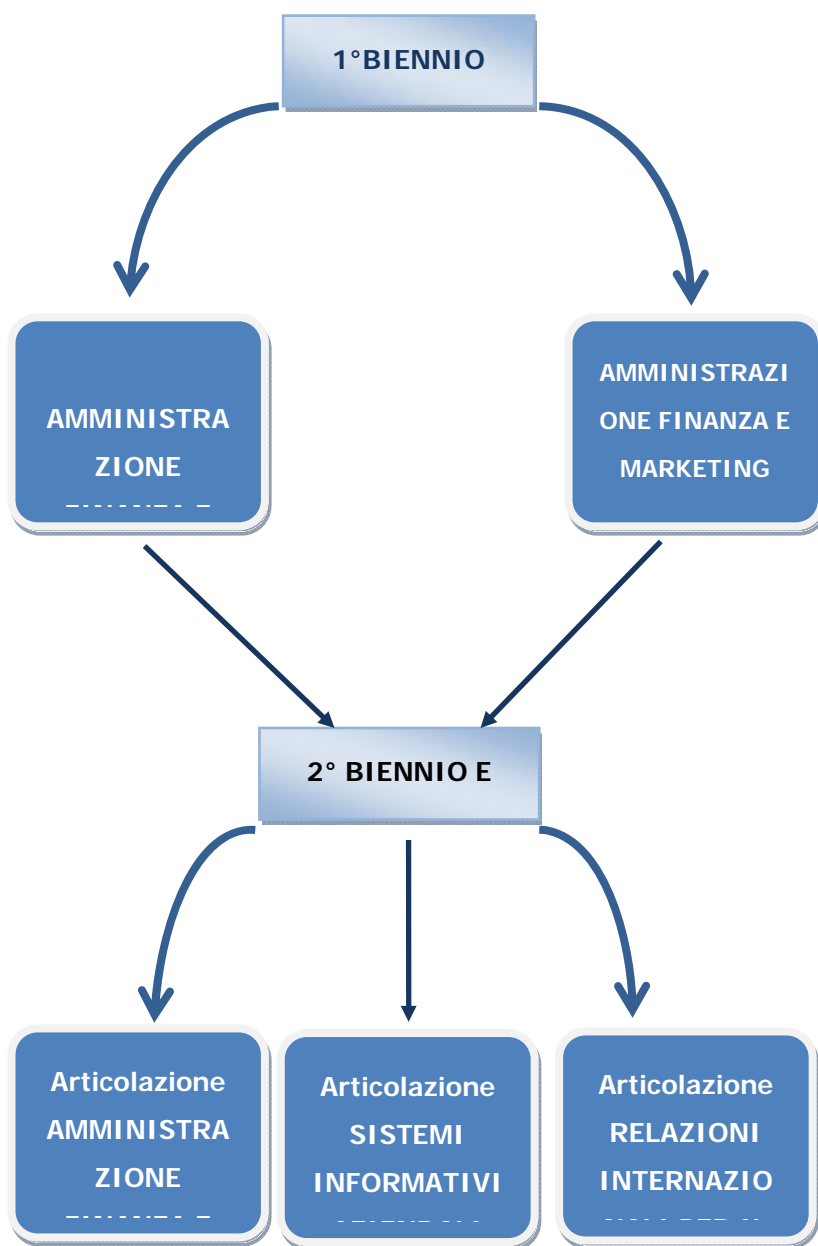 1°BIENNIO
AMMINISTRA
ZIONE
AMMINISTRAZI
ONE FINANZA E
MARKETING
2° BIENNIO E
Articolazione
AMMINISTRA
ZIONE
Articolazione
SISTEMI
INFORMATIVI
Articolazione
RELAZIONI
INTERNAZIO